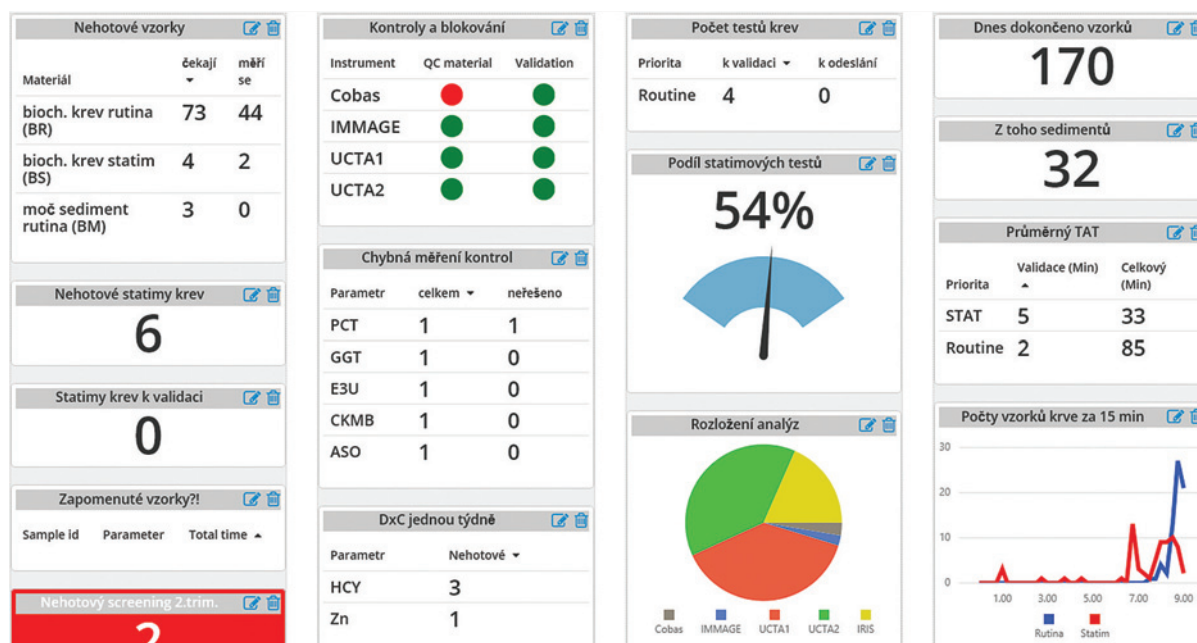 Nehotové vzorky
Materiál čekají měří se
bioch. krev rutina (BR) 73 44
bioch. krev statim (BS) 4 2
moč sediment rutina (BM) 3 0
Nehotové statimy krev
6
Statimy krev k validaci
0
Zapomenuté vzorky?!
Sample id Parameter Total time
Nehotový screening 2.trim.
2
Kontroly a blokování
Instrument QC material Validation
Cobas
IMMAGE
UCTA1
UCTA2
Chybná měření kontrol
Parametr celkem neřešeno
PCT 1 1
GGT 1 0
E3U 1 0
CKMB 1 0
ASO 1 0
DxC jednou týdně
Parametr Nehotové
HCY 3
Zn 1
Počet testů krev
Priorita k validaci k odeslání
Routine 4 0
Podíl statimových testů
54%
Rozložení analýz
Cobas IMMAGE UCTA1 UCTA2 IRIS
Dnes dokončeno vzorků
170
Z toho sedimentů
32
Průměrný TAT
Priorita Validace (Min) Celkový (Min)
STAT 5 33
Routine 2 85
Počty vzorků krve za 15 min
30
20
10
0
1.00 3.00 5.00 7.00 9.00
Rutina Statim